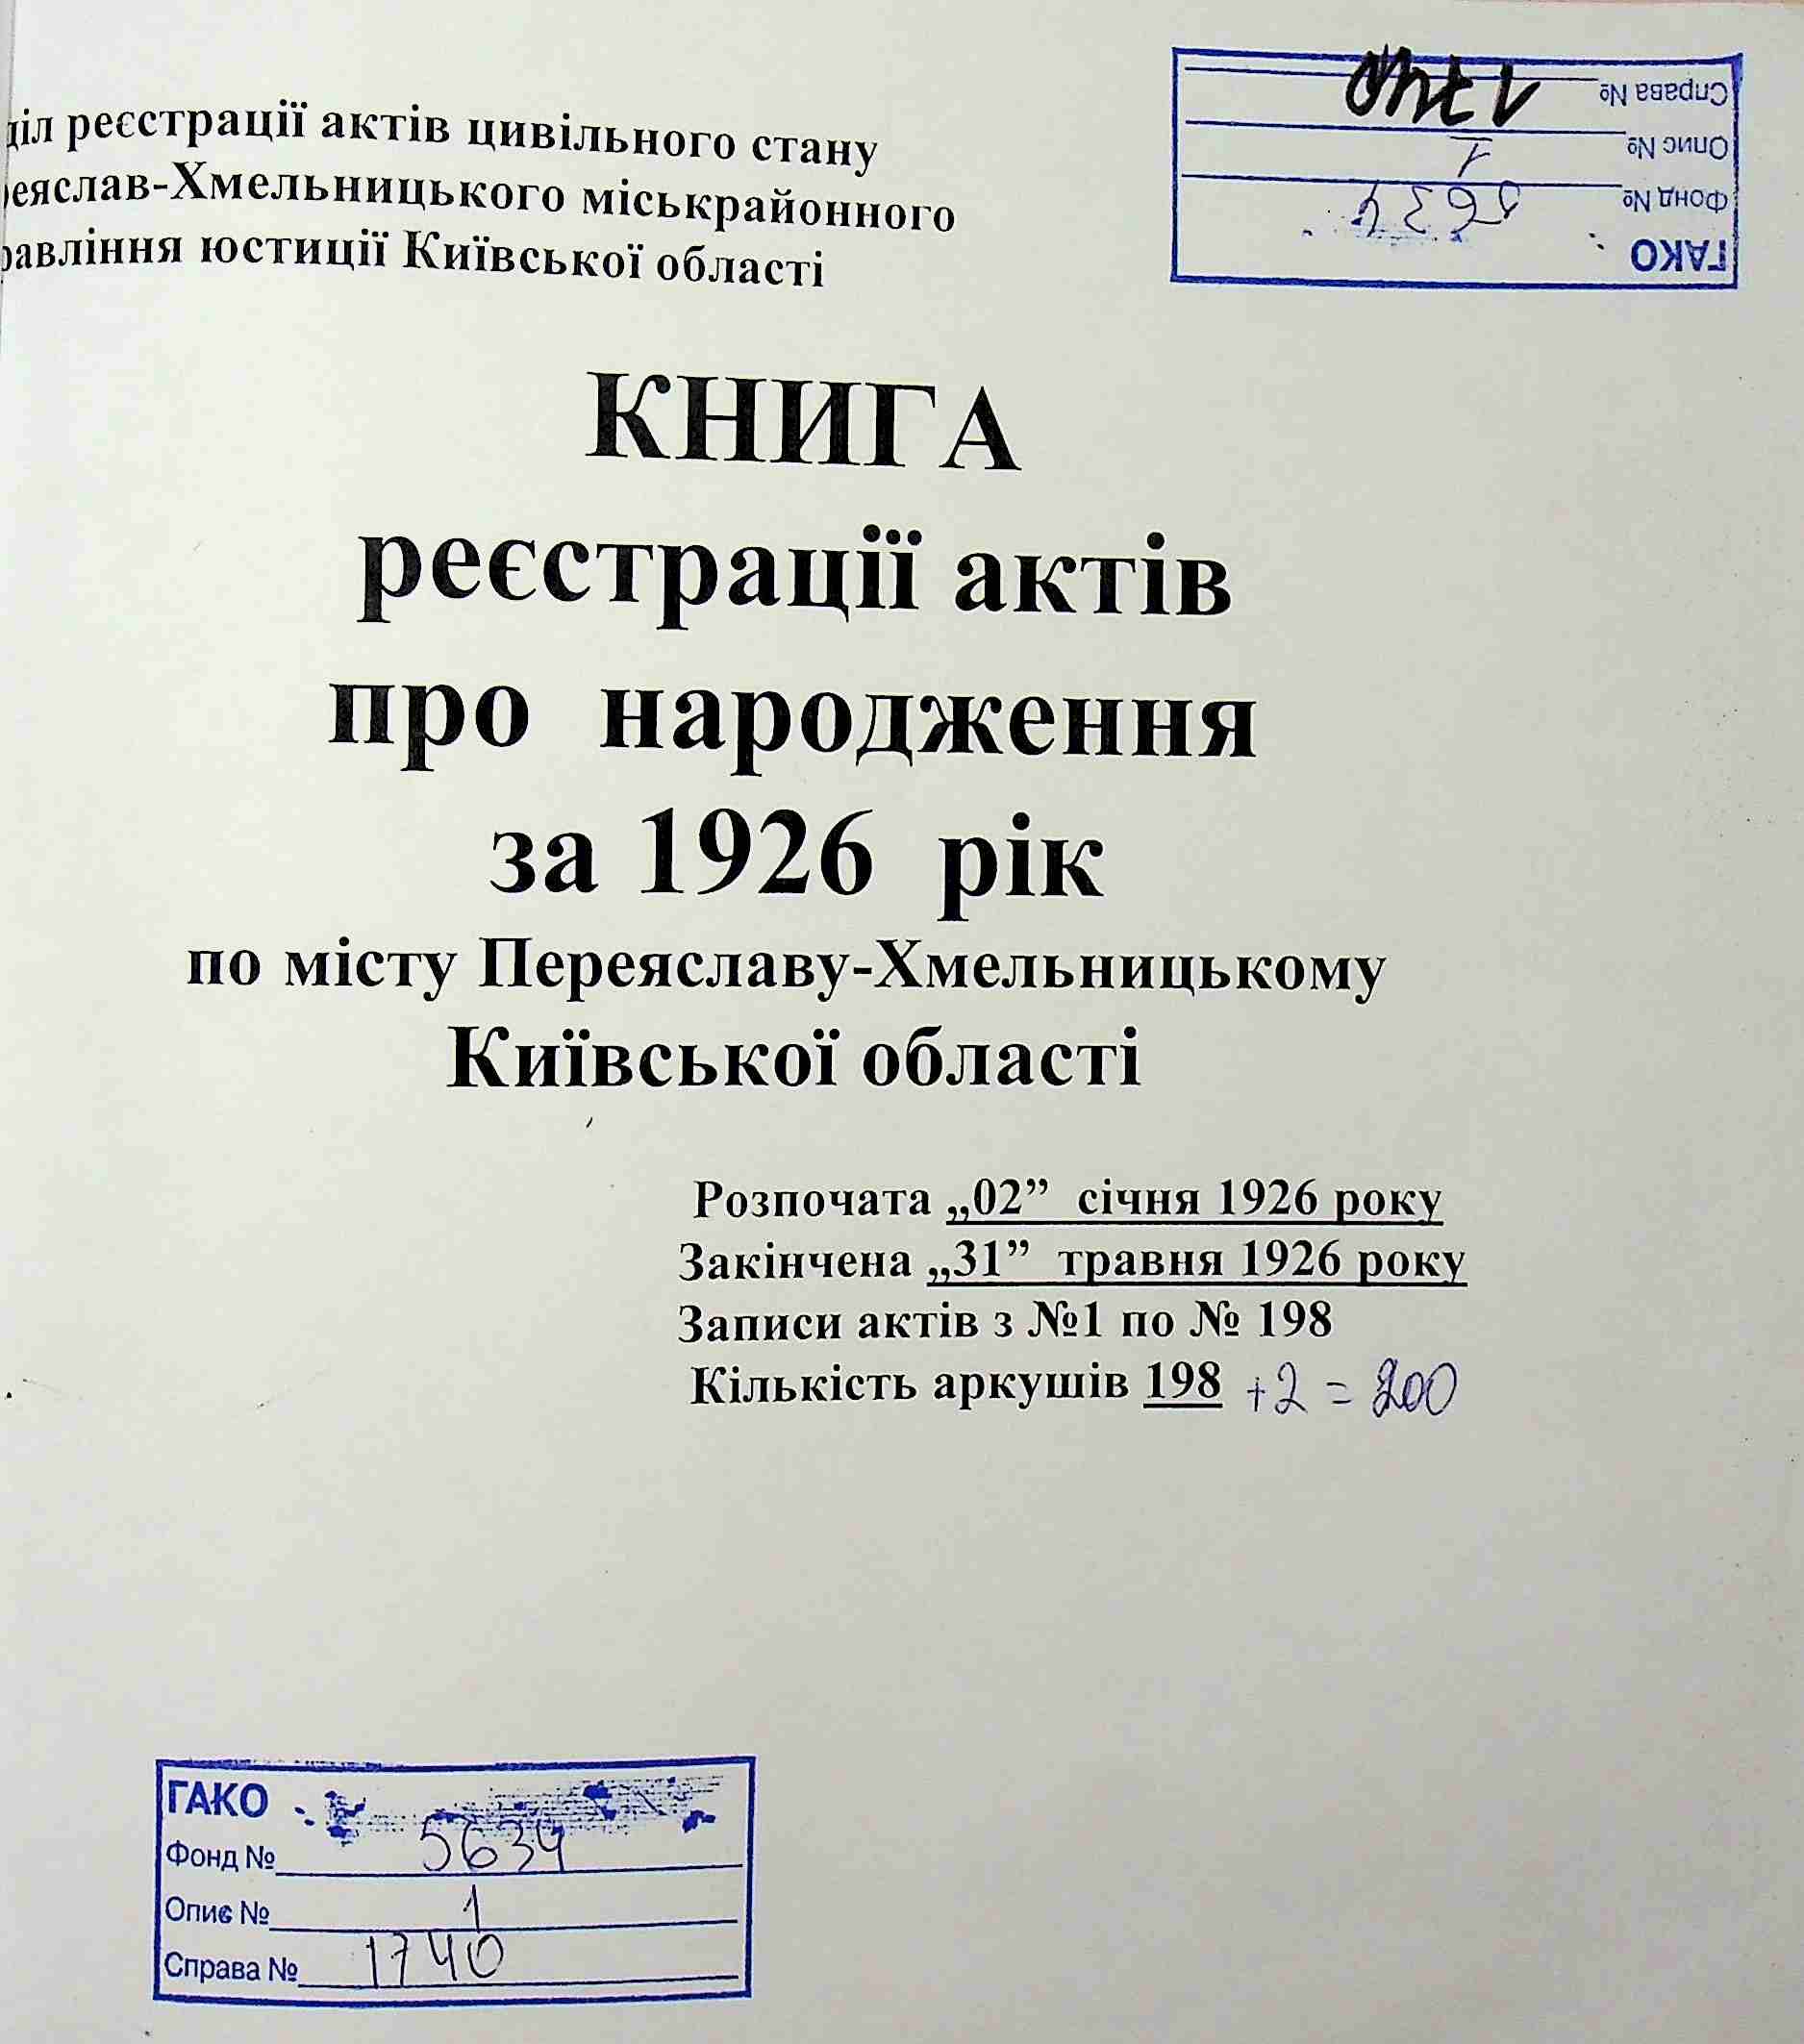 діл реєстрації актів цивільного стану
реяслав-Хмельницького міськрайонного
равління юстиції Київської області
Справа № 1740
Опис № 1
Фонд № 5634
ГАКО
КНИГА
реєстрації актів
про народження
за 1926 рік
по місту Переяславу-Хмельницькому
Київської області
Розпочата „02” січня 1926 року
Закінчена „31” травня 1926 року
Записи актів з №1 по № 198
Кількість аркушів 198 +2 = 200
ГАКО
Фонд № 5634
Опис № 1
Справа № 1740